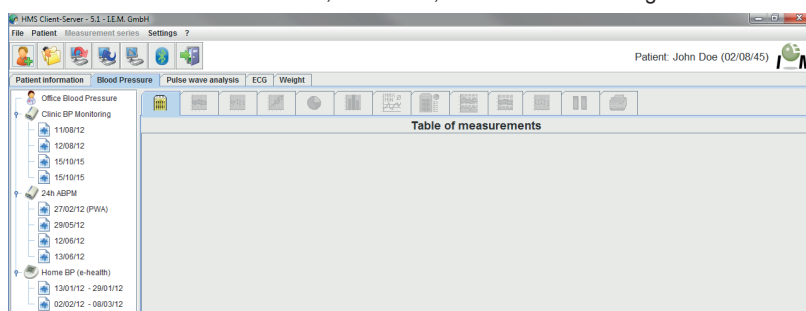 HMS Client-Server - 5.1 - I.E.M. GmbH
File Patient Measurement series Settings ?
Patient: John Doe (02/08/45)
Patient information Blood Pressure Pulse wave analysis ECG Weight
Office Blood Pressure
Clinic BP Monitoring
Table of measurements
11/08/12
12/08/12
15/10/15
15/10/15
24h ABPM
27/02/12 (PWA)
29/05/12
12/06/12
13/06/12
Home BP (e-health)
13/01/12 - 29/01/12
02/02/12 - 08/03/12